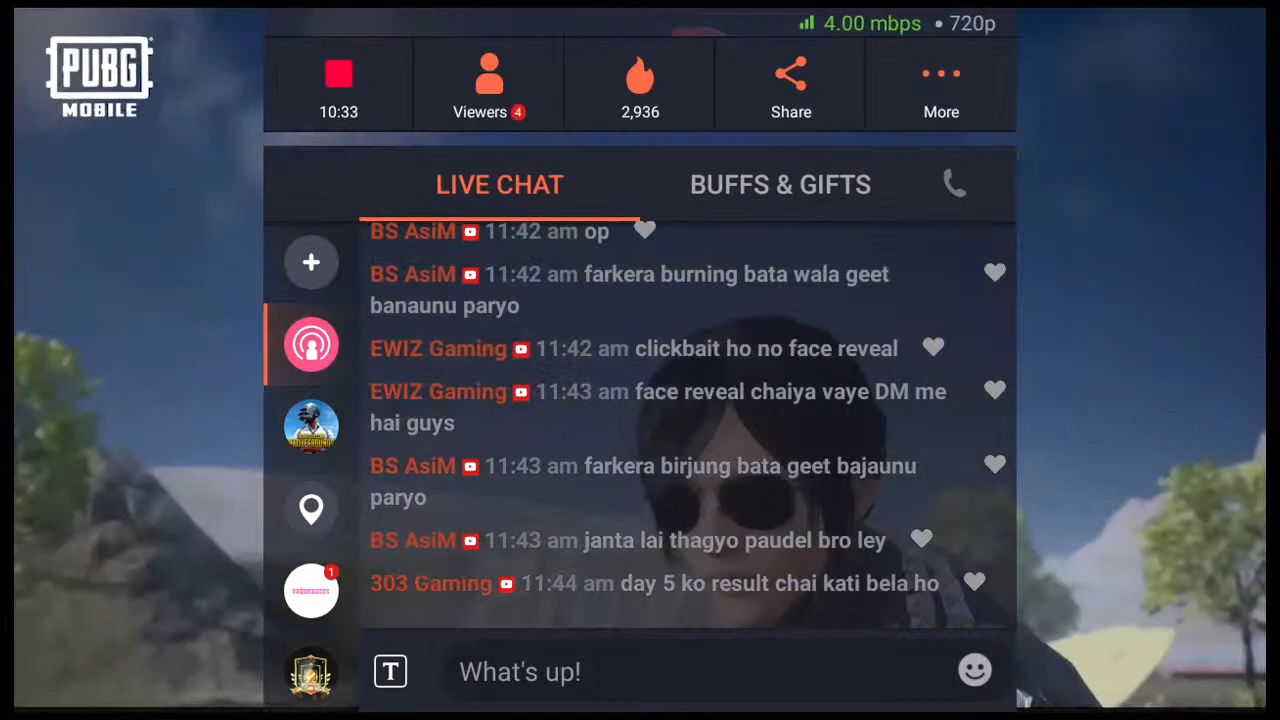 4.00 mbps • 720p
PUBG
MOBILE
10:33
Viewers 4
2,936
Share
More
LIVE CHAT
BUFFS & GIFTS
BS AsiM 11:42 am op
BS AsiM 11:42 am farkera burning bata wala geet
banaunu paryo
EWIZ Gaming 11:42 am clickbait ho no face reveal
EWIZ Gaming 11:43 am face reveal chaiya vaye DM me
hai guys
BS AsiM 11:43 am farkera birjung bata geet bajaunu
paryo
BS AsiM 11:43 am janta lai thagyo paudel bro ley
303 Gaming 11:44 am day 5 ko result chai kati bela ho
1
T What's up!